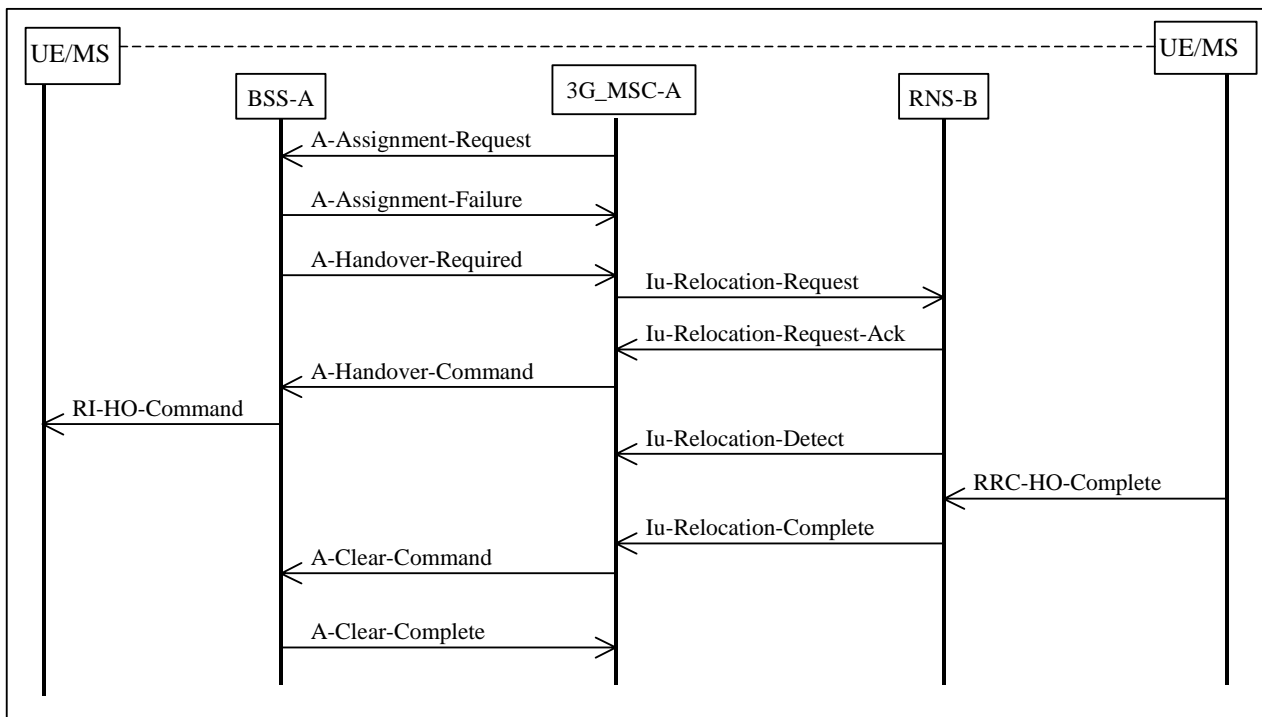 UE/MS
UE/MS
BSS-A
3G_MSC-A
RNS-B
A-Assignment-Request
A-Assignment-Failure
A-Handover-Required
Iu-Relocation-Request
Iu-Relocation-Request-Ack
A-Handover-Command
RI-HO-Command
Iu-Relocation-Detect
RRC-HO-Complete
Iu-Relocation-Complete
A-Clear-Command
A-Clear-Complete